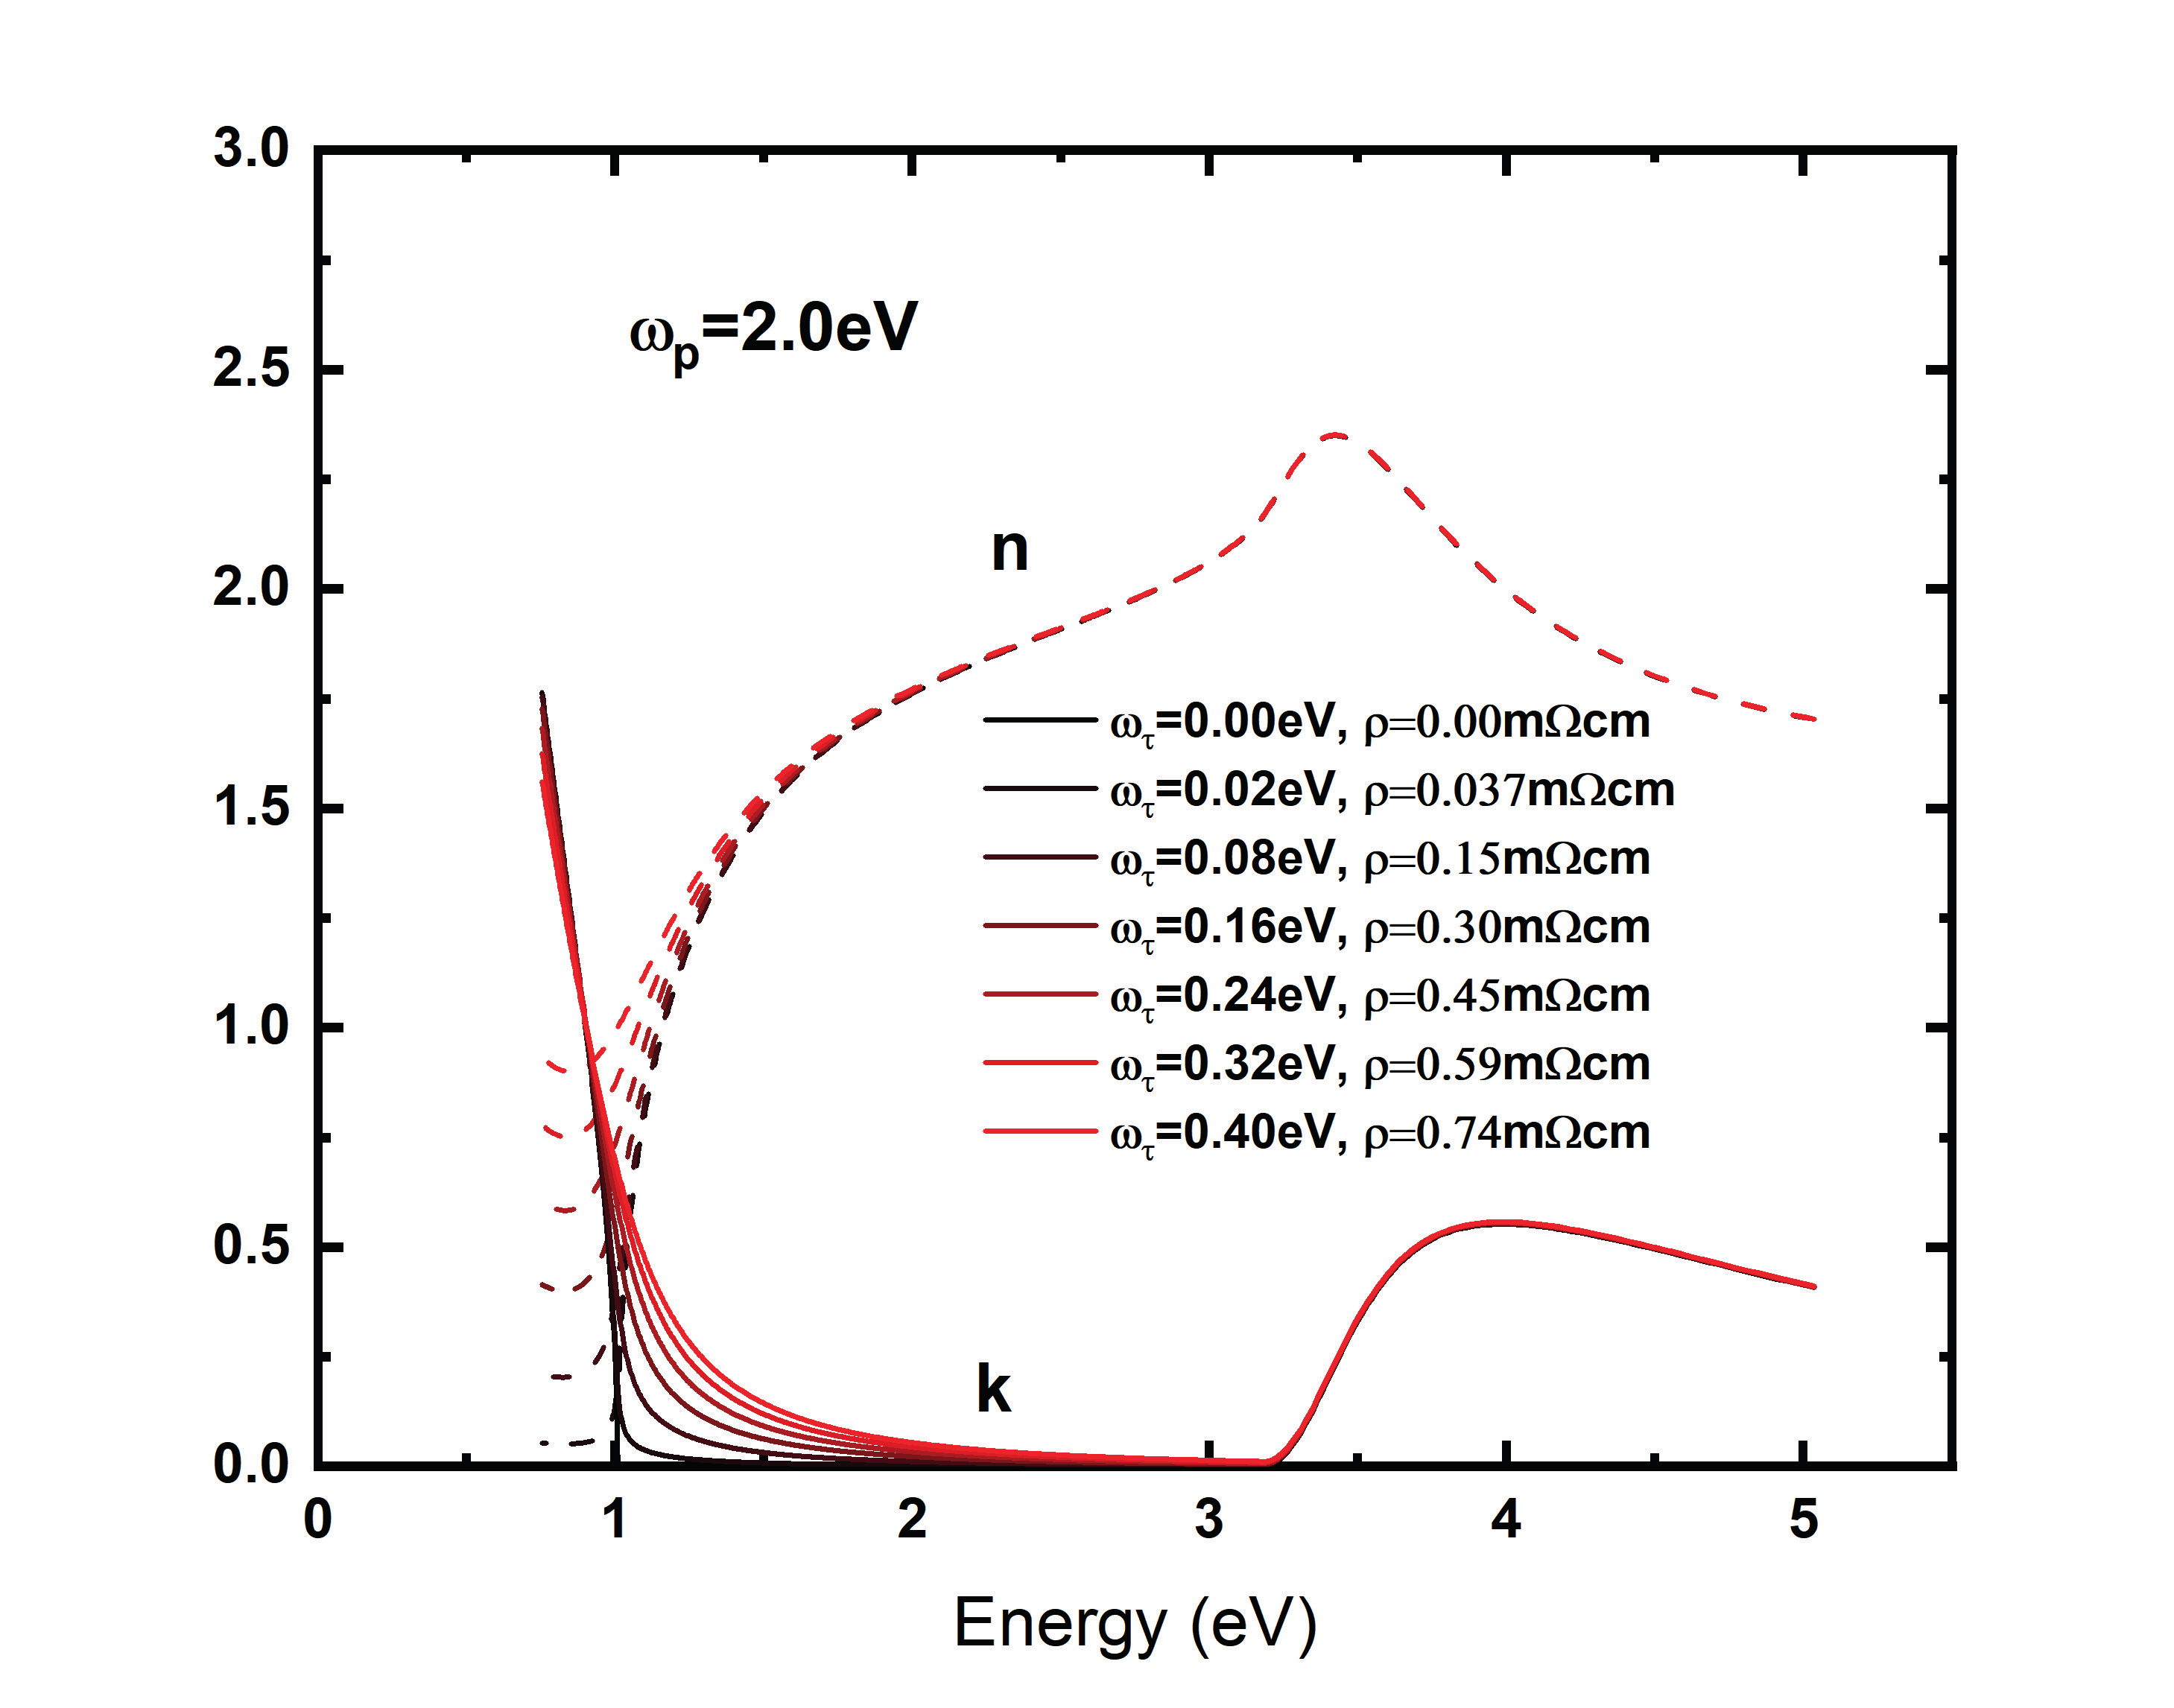 3.0
2.5
2.0
1.5
1.0
0.5
0.0
ωp=2.0eV
n
ωτ=0.00eV, ρ=0.00mΩcm
ωτ=0.02eV, ρ=0.037mΩcm
ωτ=0.08eV, ρ=0.15mΩcm
ωτ=0.16eV, ρ=0.30mΩcm
ωτ=0.24eV, ρ=0.45mΩcm
ωτ=0.32eV, ρ=0.59mΩcm
ωτ=0.40eV, ρ=0.74mΩcm
k
0 1 2 3 4 5
Energy (eV)